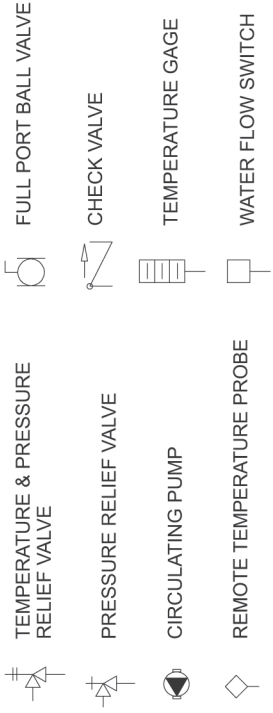 TEMPERATURE & PRESSURE
RELIEF VALVE
PRESSURE RELIEF VALVE
CIRCULATING PUMP
REMOTE TEMPERATURE PROBE
FULL PORT BALL VALVE
CHECK VALVE
TEMPERATURE GAGE
WATER FLOW SWITCH